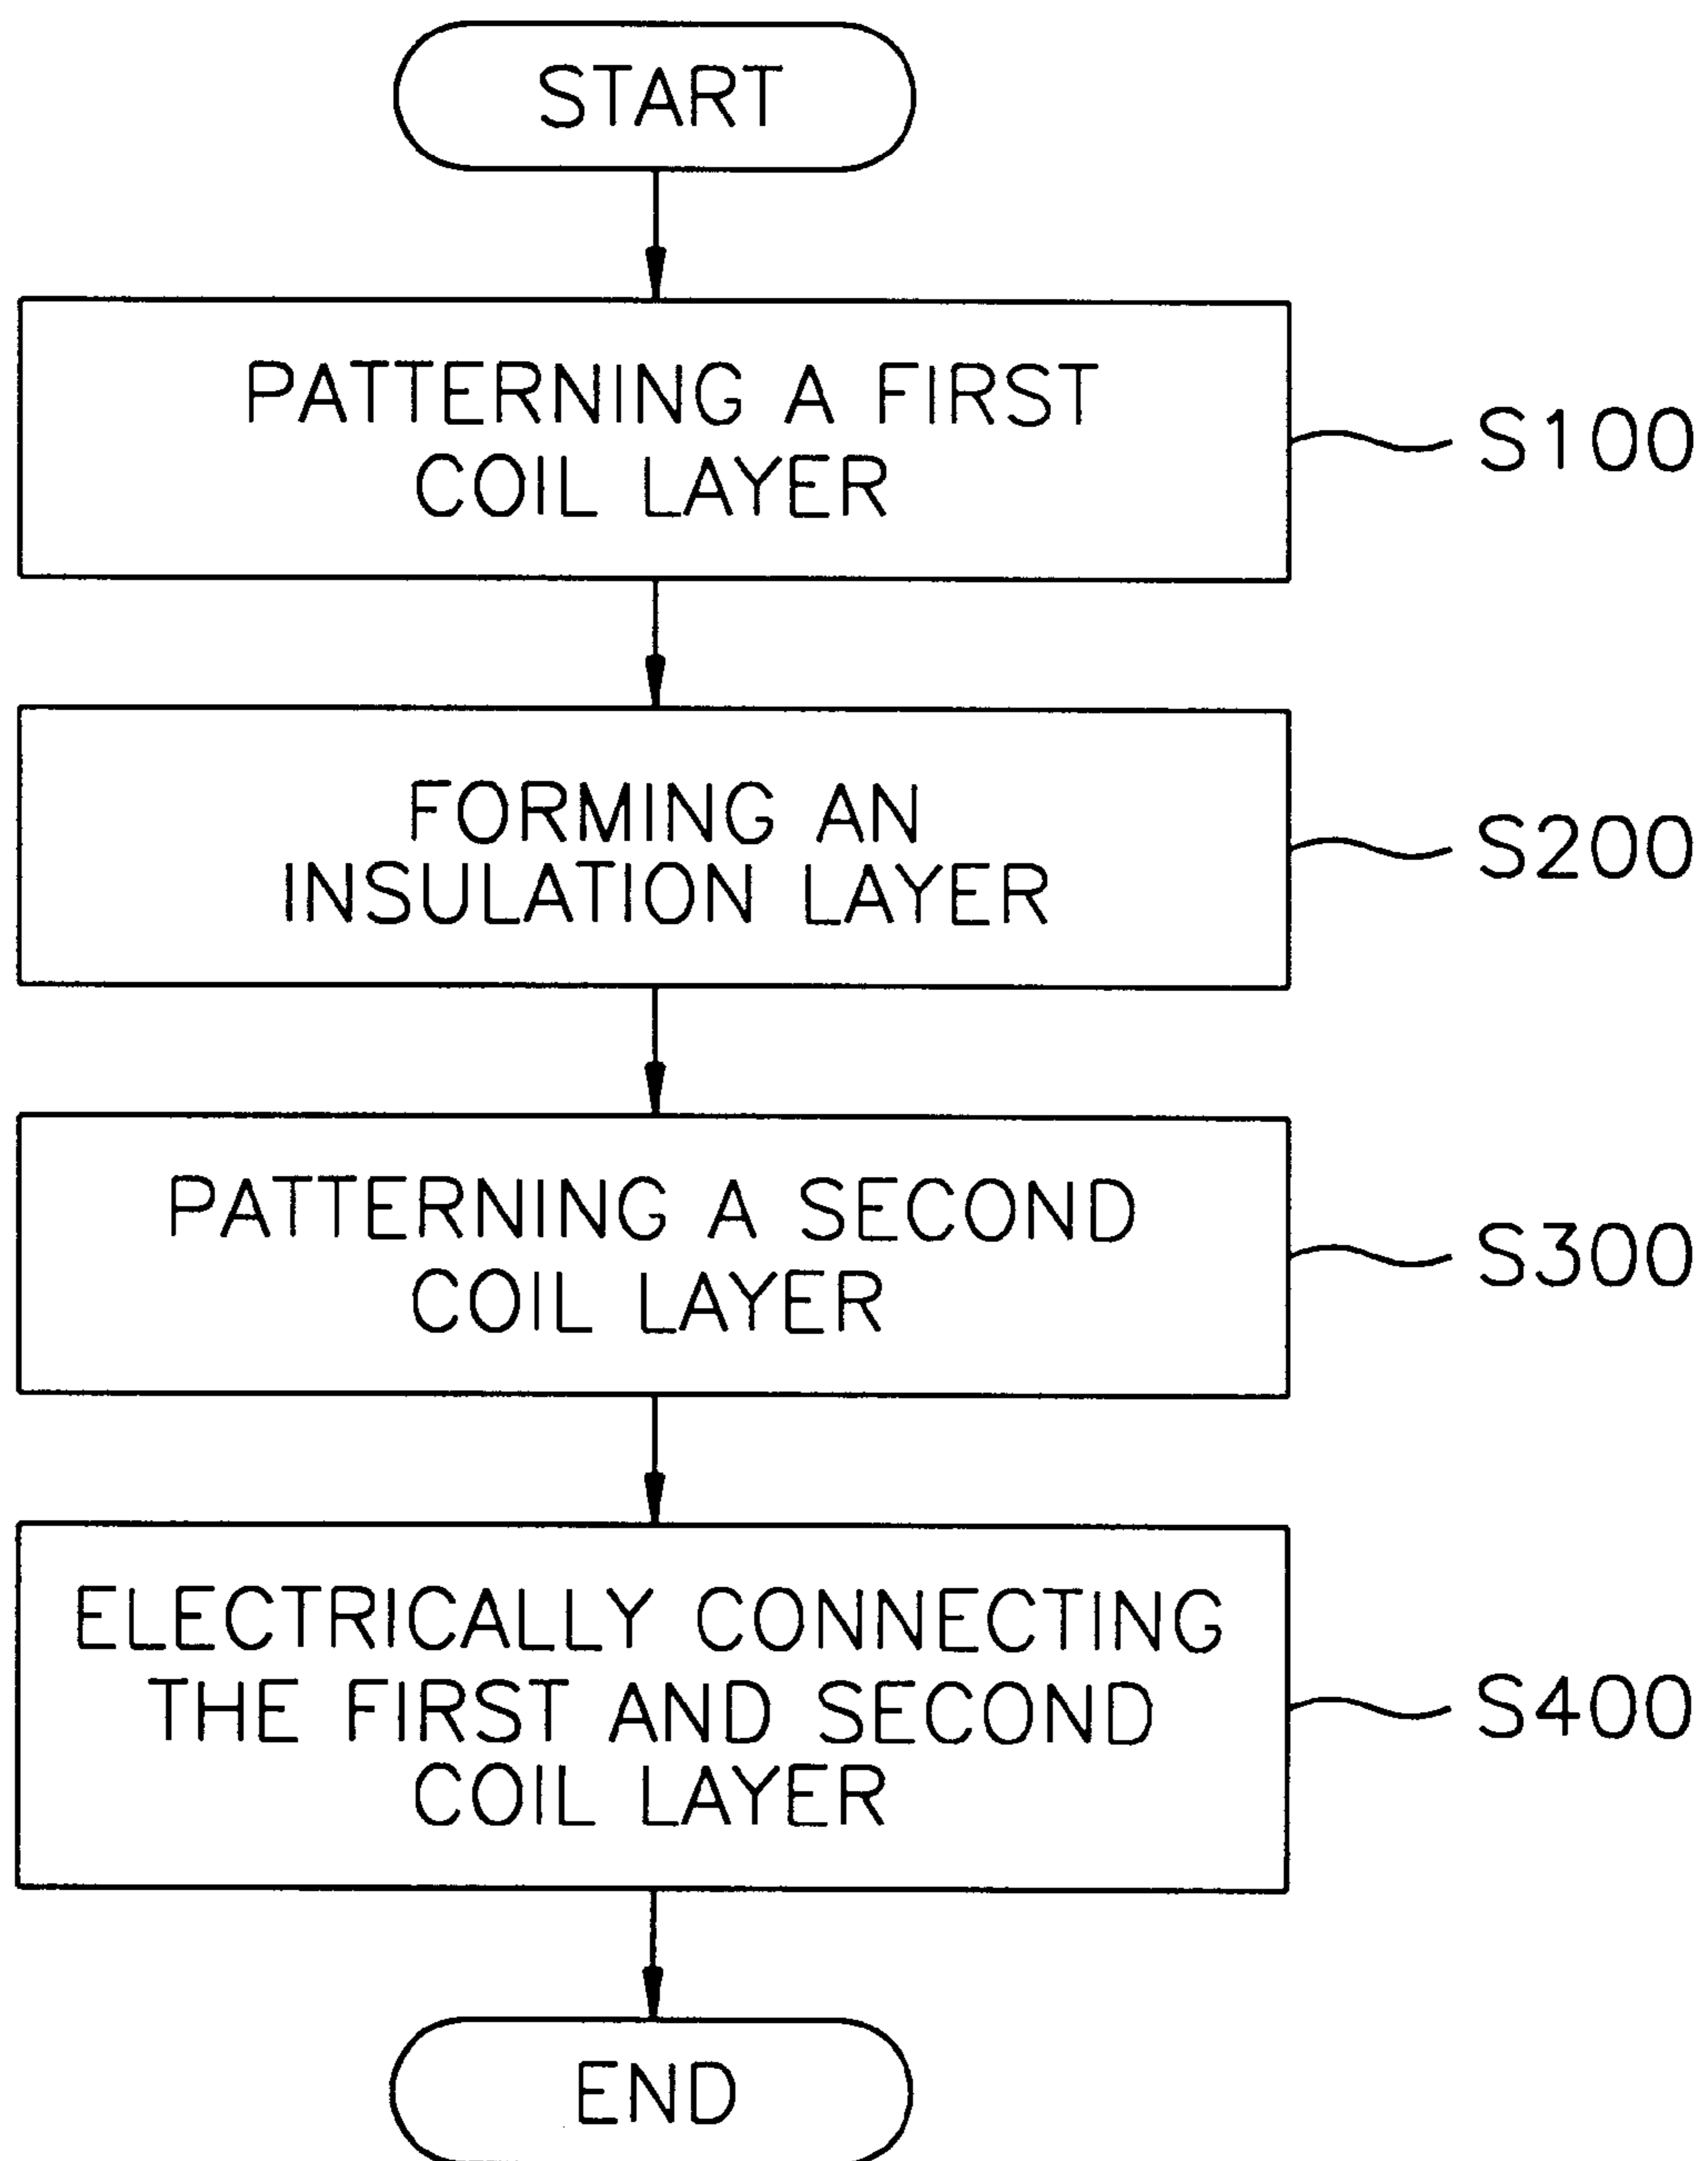 START
PATTERNING A FIRST
COIL LAYER
S100
FORMING AN
INSULATION LAYER
S200
PATTERNING A SECOND
COIL LAYER
S300
ELECTRICALLY CONNECTING
THE FIRST AND SECOND
COIL LAYER
S400
END